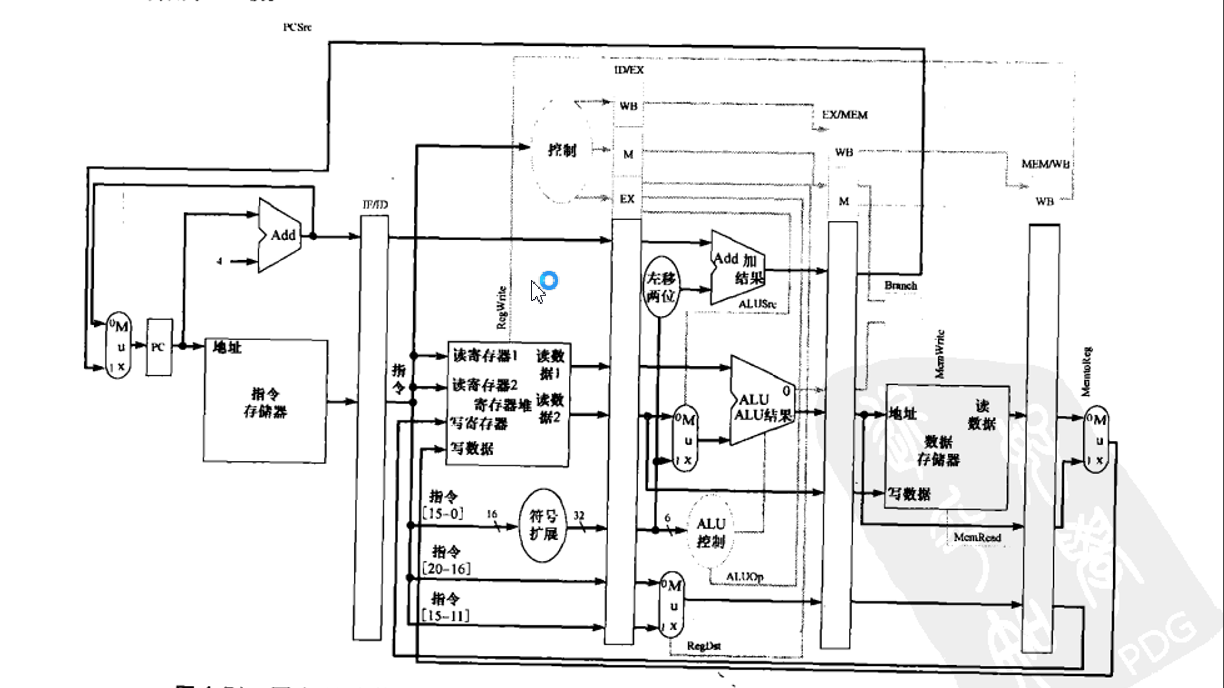 PCSrc
ID/EX
WB
EX/MEM
控制
M
WB
MEM/WB
EX
M
WB
IF/ID
Add
4
Add 加
结果
左移
两位
ALUSrc
Branch
RegWrite
MemWrite
MemtoReg
0 M
u
1 x
PC
地址
指令
存储器
指
令
读寄存器1
读数
据1
读寄存器2
寄存器堆
读数
据2
写寄存器
写数据
0
ALU
ALU结果
0 M
u
1 x
地址
读
数据
数据
存储器
写数据
0 M
u
1 x
指令
[15-0]
16
符号
扩展
32
6
ALU
控制
MemRead
指令
[20-16]
ALUOp
0 M
u
1 x
指令
[15-11]
RegDst
PDG